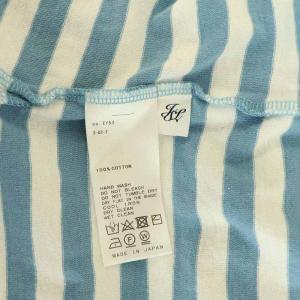 100% COTTON
HAND WASH
DO NOT BLEACH
DO NOT TUMBLE DRY
DRY FLAT IN THE SHADE
COOL IRON
DRY CLEAN
WET CLEAN
MADE IN JAPAN